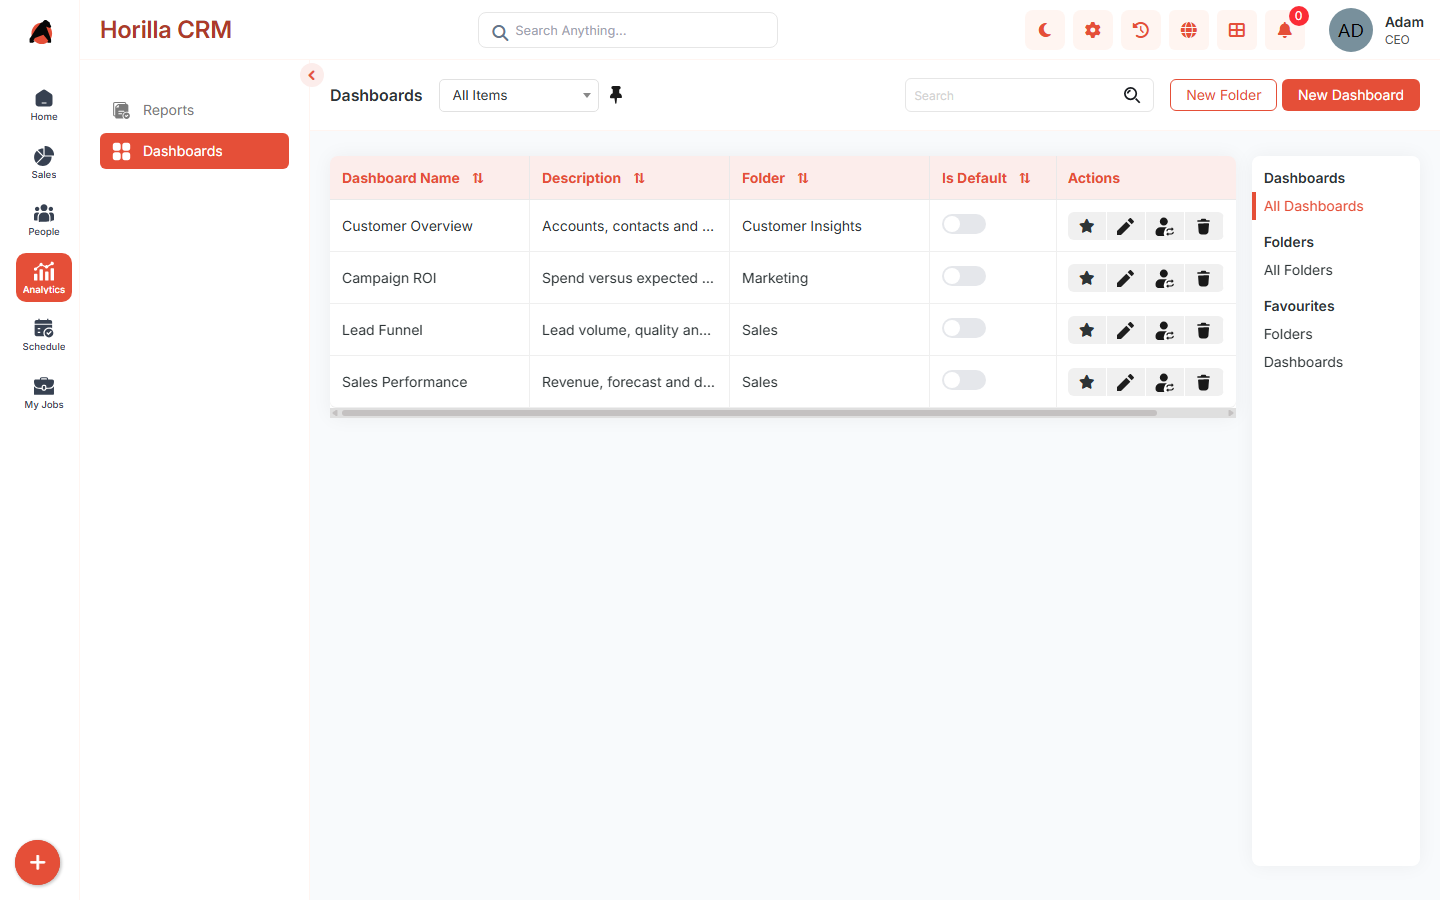 Horilla CRM
Search Anything...
0
AD
Adam
CEO
Home
Sales
People
Analytics
Schedule
My Jobs
Reports
Dashboards
Dashboards
All Items
Search
New Folder
New Dashboard
Dashboard Name
Description
Folder
Is Default
Actions
Customer Overview
Accounts, contacts and ...
Customer Insights
Campaign ROI
Spend versus expected ...
Marketing
Lead Funnel
Lead volume, quality an...
Sales
Sales Performance
Revenue, forecast and d...
Sales
Dashboards
All Dashboards
Folders
All Folders
Favourites
Folders
Dashboards